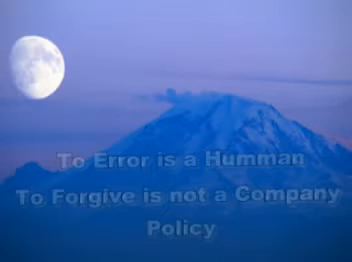 To Error is a Humman
To Forgive is not a Company
Policy